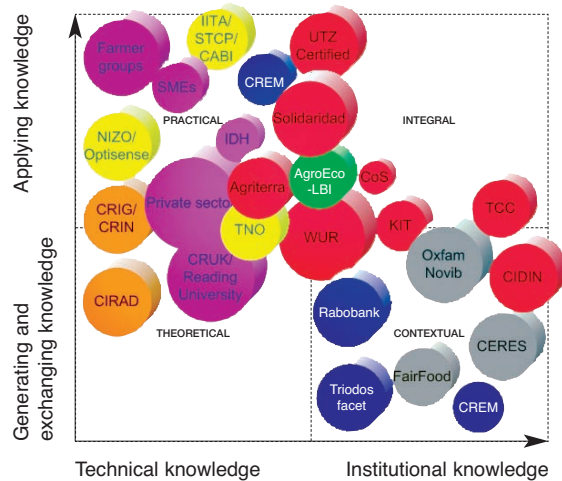 Applying knowledge
Generating and
exchanging knowledge
IITA/
STCP/
CABI
UTZ
Certified
Farmer
groups
SMEs
CREM
Solidaridad
PRACTICAL
INTEGRAL
IDH
NIZO/
Optisense
AgroEco
-LBI
CoS
Agriterra
Private secto
CRIG/
CRIN
TNO
WUR
KIT
TCC
Oxfam
Novib
CIDIN
CRUK/
Reading
University
CIRAD
Rabobank
THEORETICAL
CONTEXTUAL
CERES
FairFood
Triodos
facet
CREM
Technical knowledge
Institutional knowledge